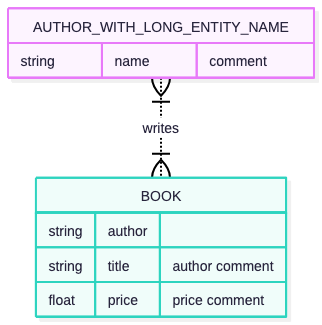 AUTHOR_WITH_LONG_ENTITY_NAME
string name comment
writes
BOOK
string author
string title author comment
float price price comment